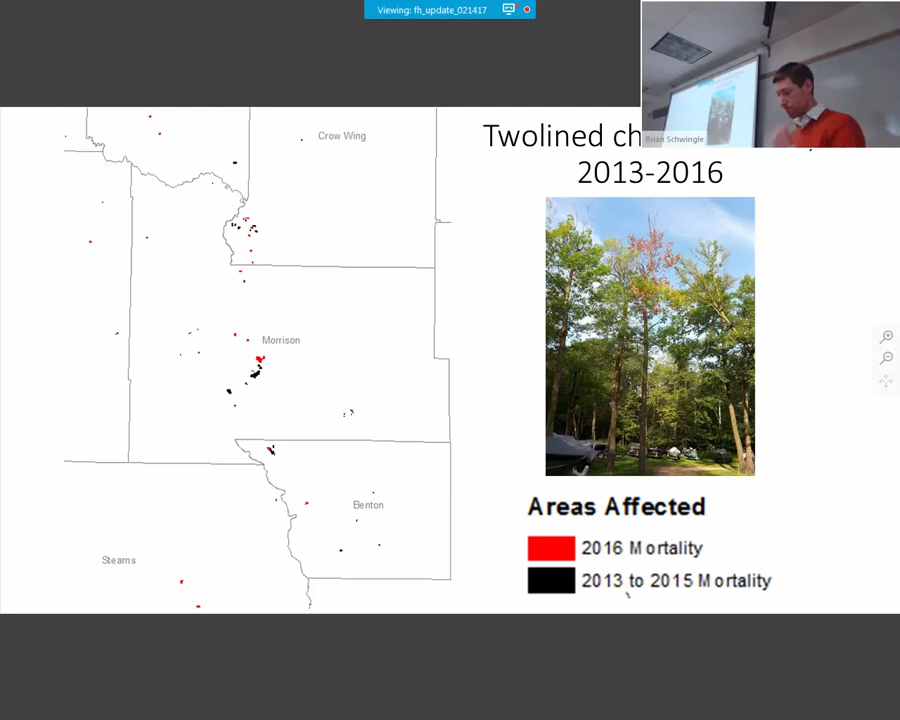 Viewing: fh_update_021417
Brian Schwingle
Twolined ch
2013-2016
Crow Wing
Morrison
Benton
Stearns
Areas Affected
2016 Mortality
2013 to 2015 Mortality